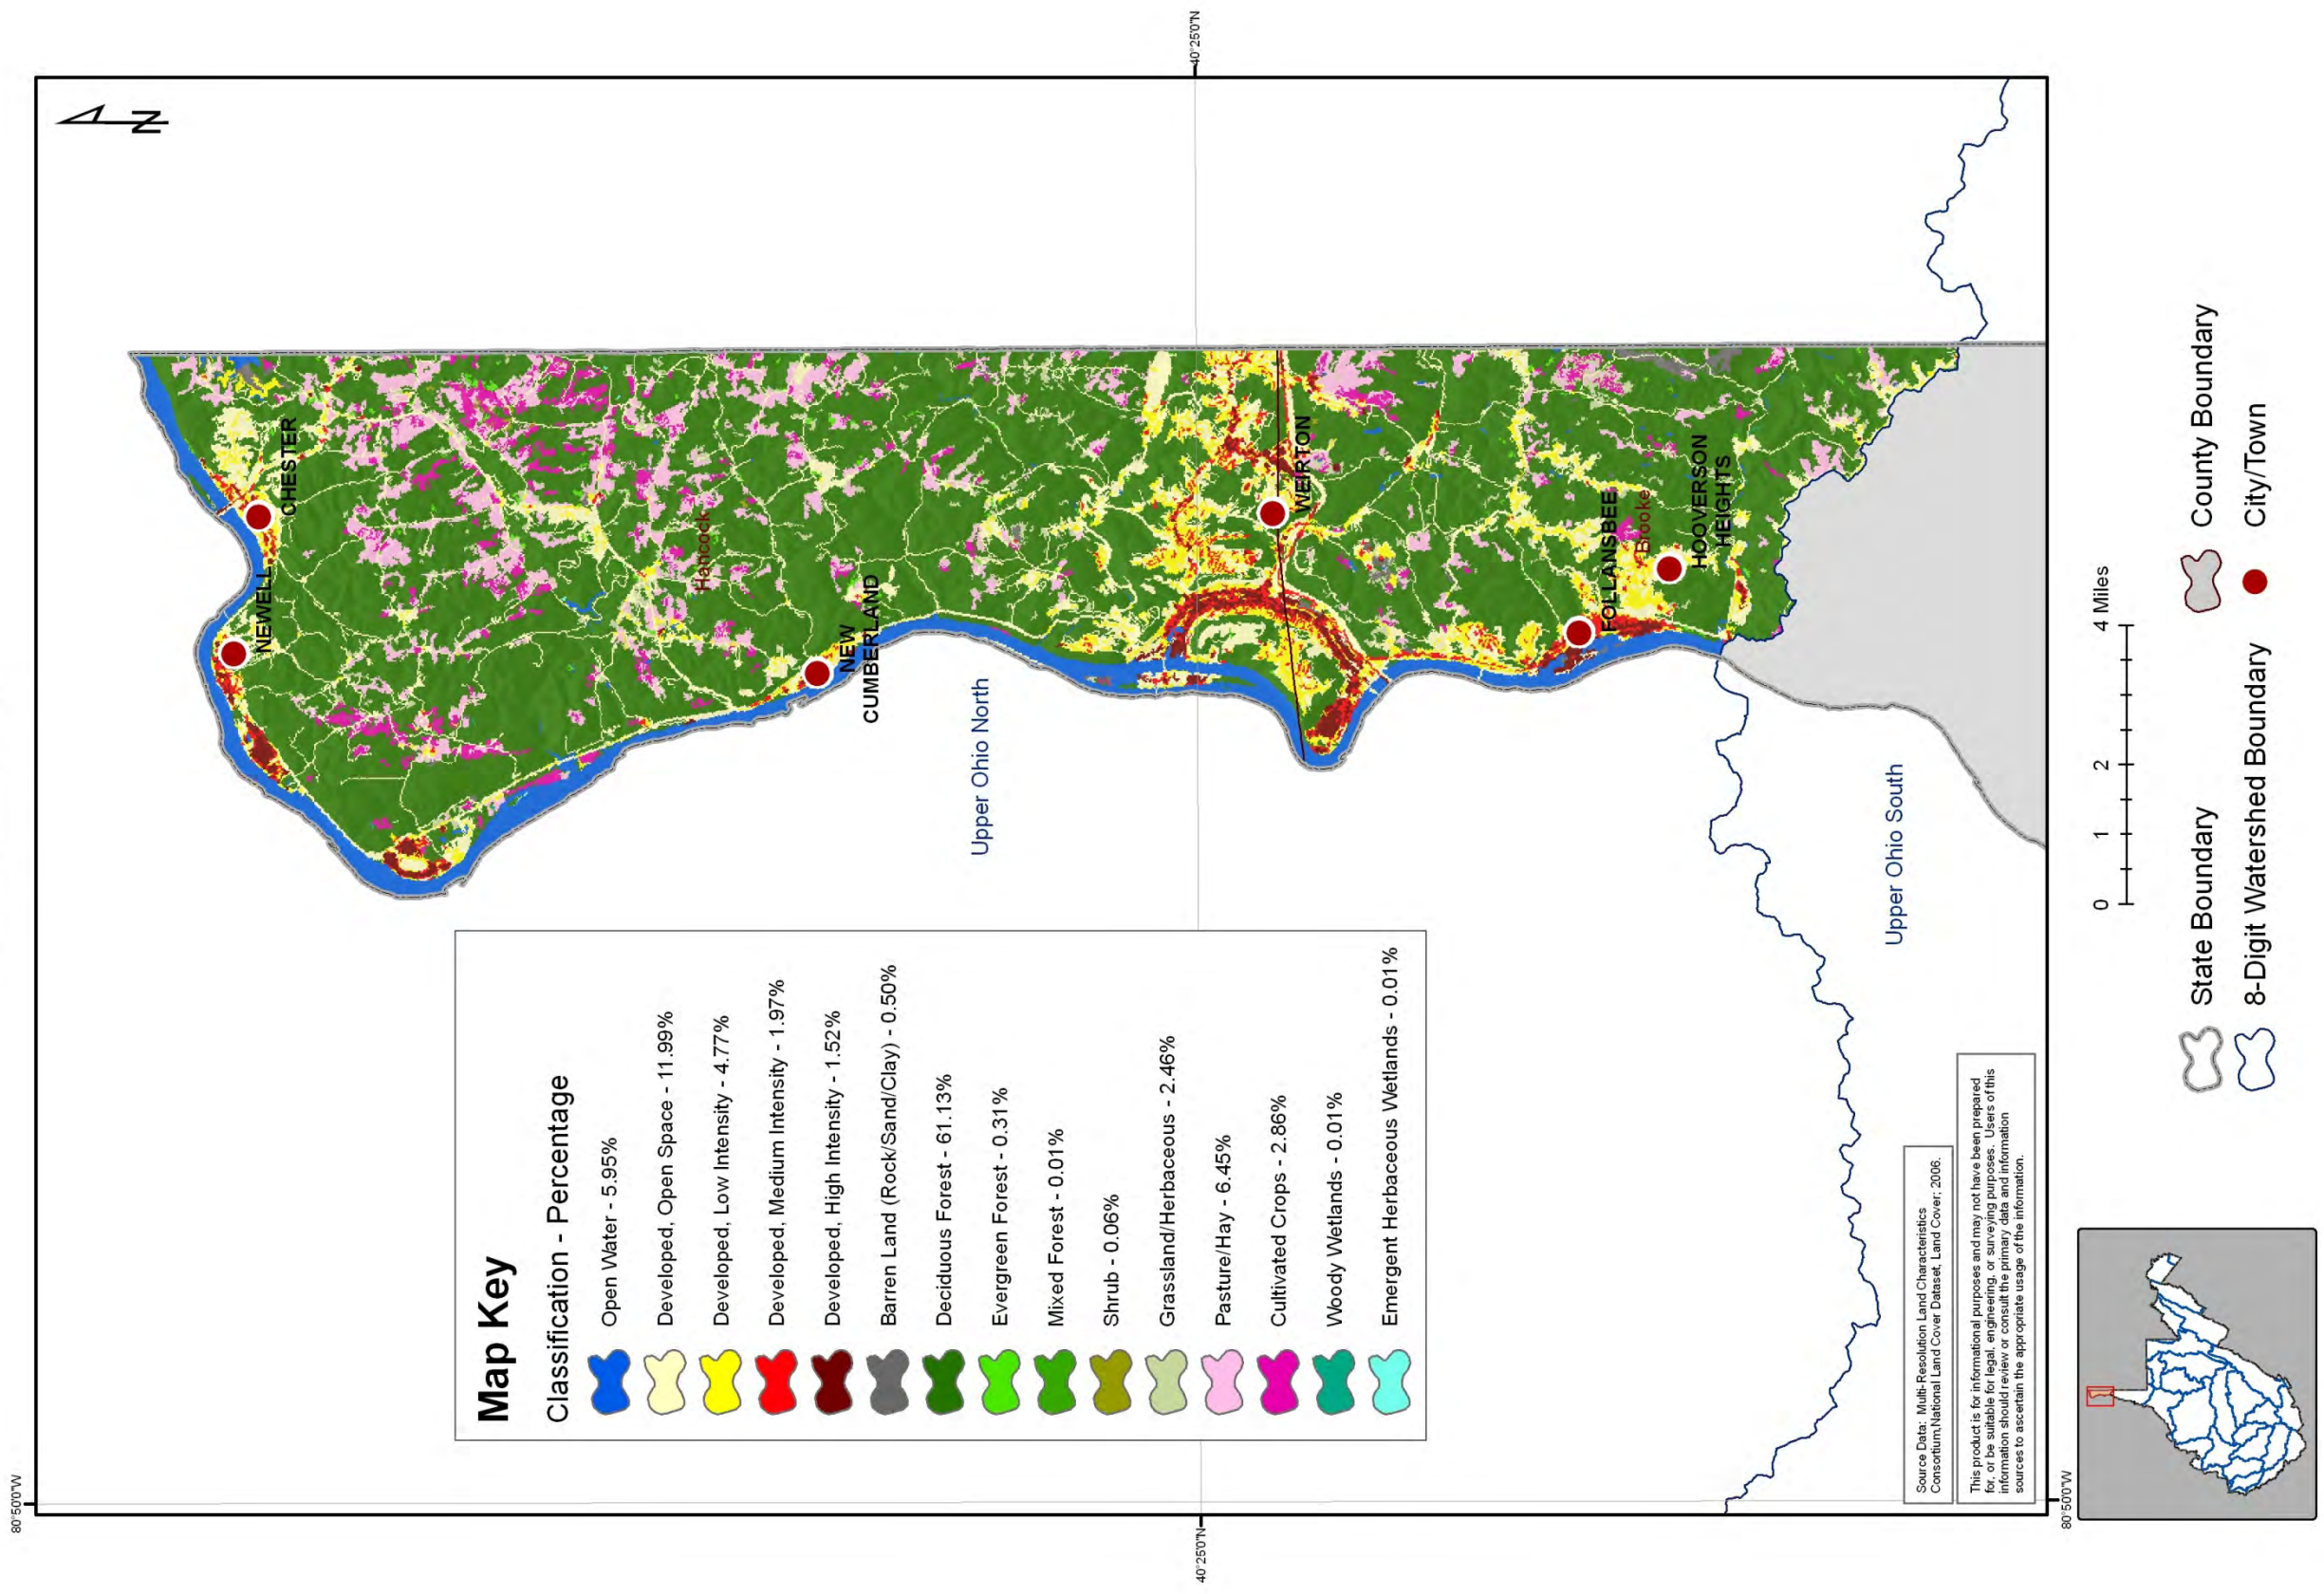 80°50'0"W
40°25'0"N
N
CHESTER
NEWELL
Hancock
NEW
CUMBERLAND
Upper Ohio North
WEIRTON
FOLLANSBEE
Brooke
HOOVERSON
HEIGHTS
Upper Ohio South
Map Key
Classification - Percentage
Open Water - 5.95%
Developed, Open Space - 11.99%
Developed, Low Intensity - 4.77%
Developed, Medium Intensity - 1.97%
Developed, High Intensity - 1.52%
Barren Land (Rock/Sand/Clay) - 0.50%
Deciduous Forest - 61.13%
Evergreen Forest - 0.31%
Mixed Forest - 0.01%
Shrub - 0.06%
Grassland/Herbaceous - 2.46%
Pasture/Hay - 6.45%
Cultivated Crops - 2.86%
Woody Wetlands - 0.01%
Emergent Herbaceous Wetlands - 0.01%
40°25'0"N
Source Data: Multi-Resolution Land Characteristics
Consortium,National Land Cover Dataset, Land Cover; 2006.
This product is for informational purposes and may not have been prepared
for, or be suitable for legal, engineering, or surveying purposes. Users of this
information should review or consult the primary data and information
sources to ascertain the appropriate usage of the information.
80°50'0"W
0 1 2 4 Miles
State Boundary
County Boundary
8-Digit Watershed Boundary
City/Town